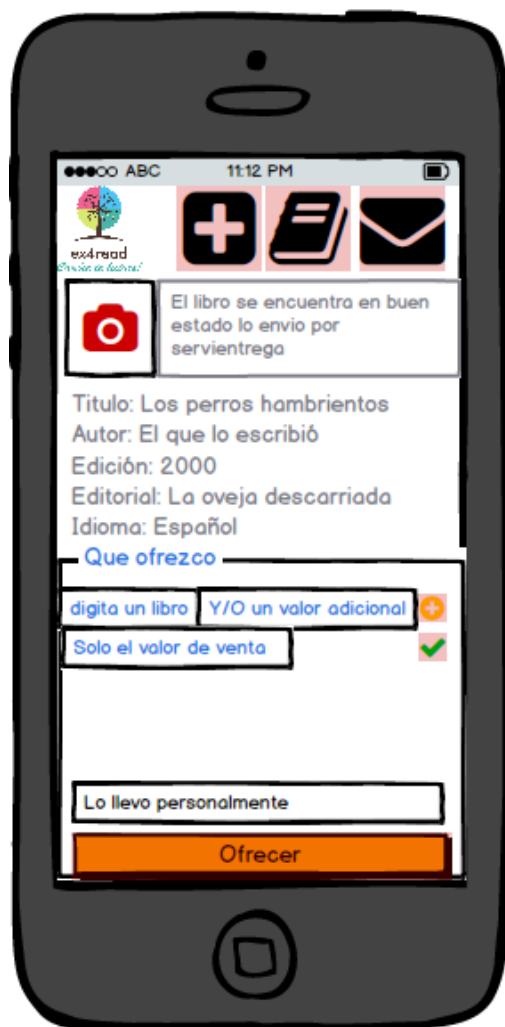 ABC 11:12 PM
ex4read
El libro se encuentra en buen
estado lo envio por
servientrega
Titulo: Los perros hambrientos
Autor: El que lo escribió
Edición: 2000
Editorial: La oveja descarriada
Idioma: Español
Que ofrezco
digita un libro Y/O un valor adicional
Solo el valor de venta
Lo llevo personalmente
Ofrecer